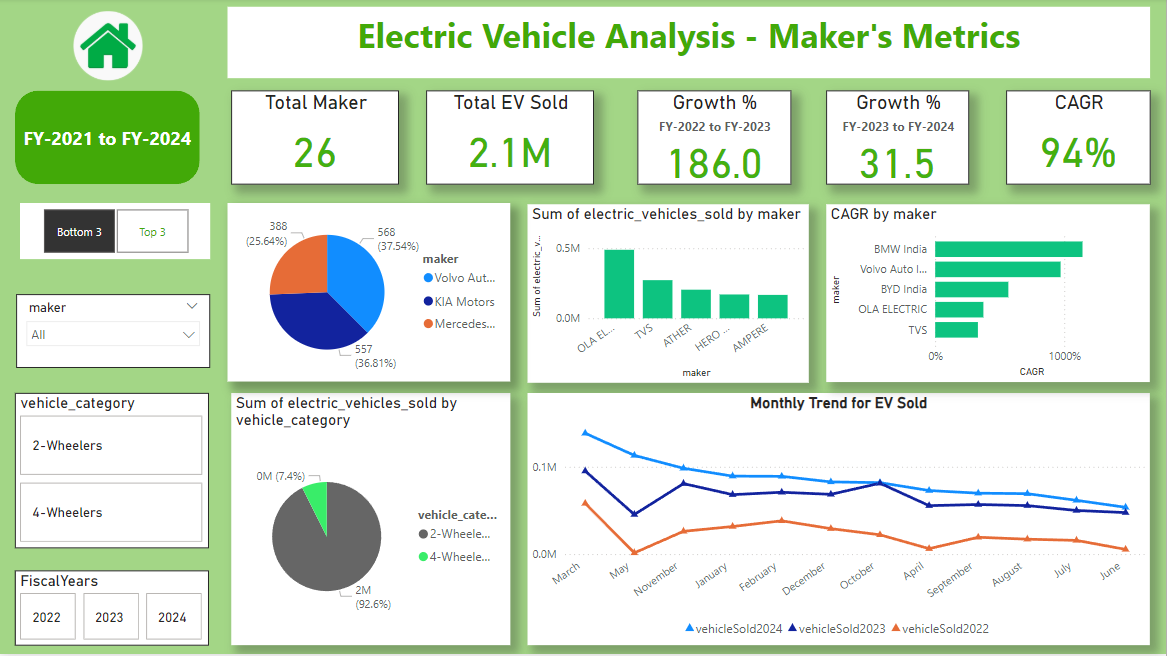 Electric Vehicle Analysis - Maker's Metrics
FY-2021 to FY-2024
Total Maker
26
Total EV Sold
2.1M
Growth %
FY-2022 to FY-2023
186.0
Growth %
FY-2023 to FY-2024
31.5
CAGR
94%
Bottom 3
Top 3
maker
All
vehicle_category
2-Wheelers
4-Wheelers
FiscalYears
2022
2023
2024
388
(25.64%)
568
(37.54%)
557
(36.81%)
maker
Volvo Aut...
KIA Motors
Mercedes...
Sum of electric_vehicles_sold by maker
Sum of electric_v...
0.5M
0.0M
OLA EL...
TVS
ATHER
HERO ...
AMPERE
maker
CAGR by maker
maker
BMW India
Volvo Auto I...
BYD India
OLA ELECTRIC
TVS
0%
1000%
CAGR
Sum of electric_vehicles_sold by
vehicle_category
0M (7.4%)
2M
(92.6%)
vehicle_cate...
2-Wheele...
4-Wheele...
Monthly Trend for EV Sold
0.1M
0.0M
March
May
November
January
February
December
October
April
September
August
July
June
vehicleSold2024
vehicleSold2023
vehicleSold2022